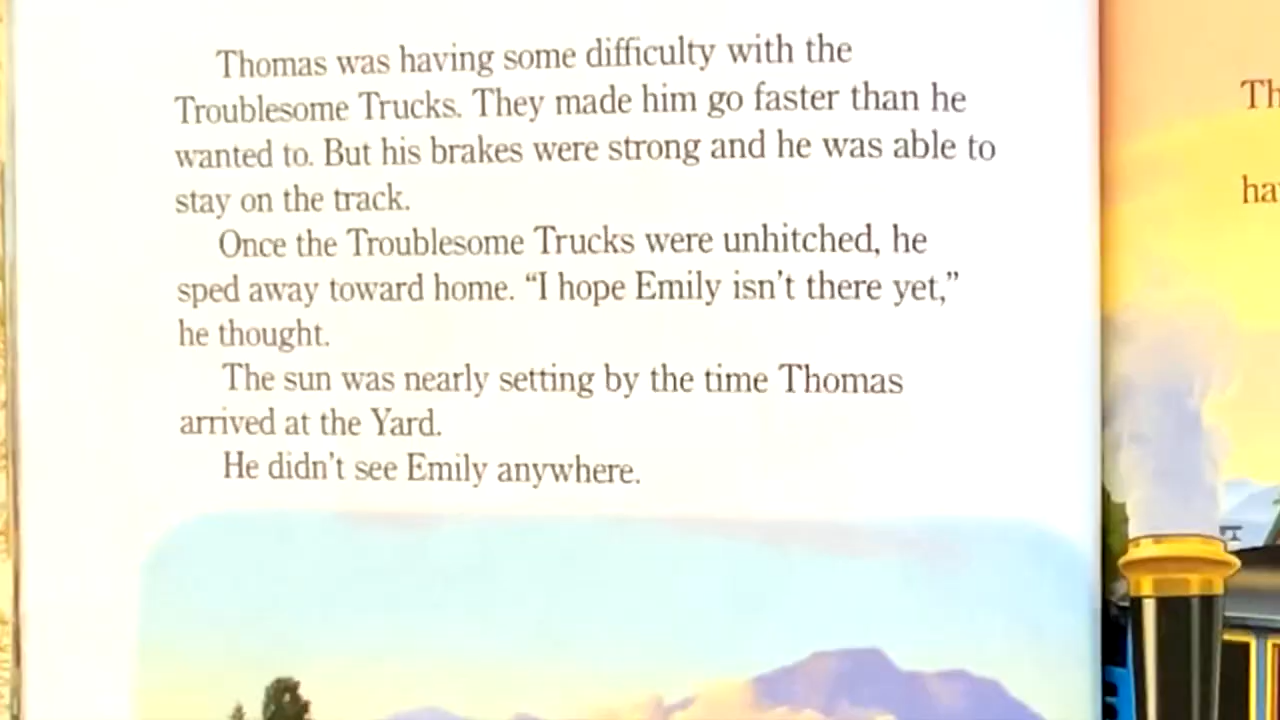 Thomas was having some difficulty with the
Troublesome Trucks. They made him go faster than he
wanted to. But his brakes were strong and he was able to
stay on the track.
Once the Troublesome Trucks were unhitched, he
sped away toward home. “I hope Emily isn’t there yet,”
he thought.
The sun was nearly setting by the time Thomas
arrived at the Yard.
He didn’t see Emily anywhere.